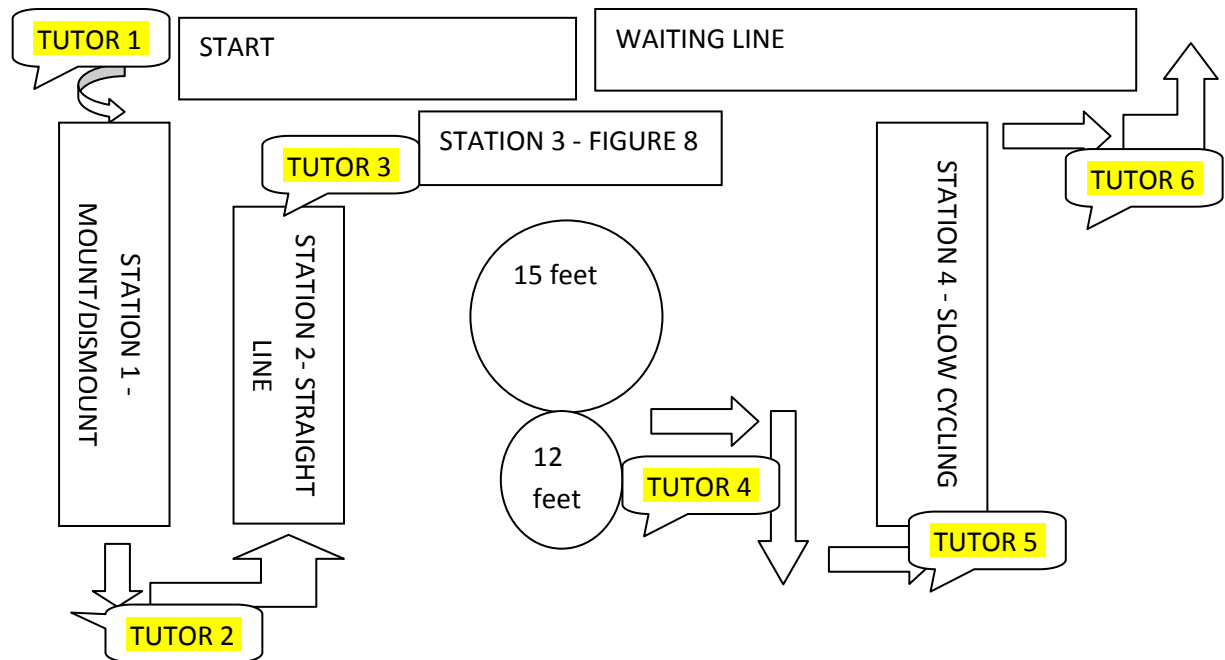 TUTOR 1
START
WAITING LINE
STATION 3 - FIGURE 8
TUTOR 3
TUTOR 6
STATION 1 -
MOUNT/DISMOUNT
STATION 2- STRAIGHT
LINE
15 feet
12
feet
TUTOR 4
STATION 4 - SLOW CYCLING
TUTOR 5
TUTOR 2